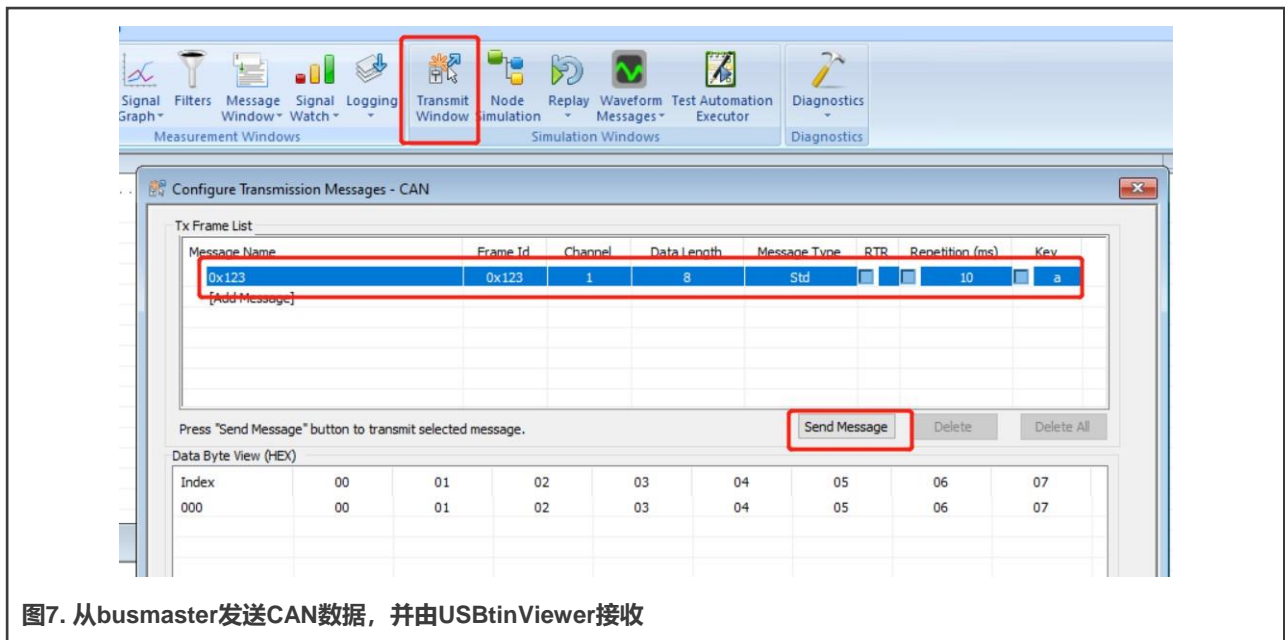 Signal Filters Message Signal Logging Transmit Node Replay Waveform Test Automation Diagnostics
Graph Window Watch Window Simulation Messages Executor
Measurement Windows Simulation Windows Diagnostics
Configure Transmission Messages - CAN
Tx Frame List
Message Name Frame Id Channel Data Length Message Type RTR Repetition (ms) Key
0x123 0x123 1 8 Std 10 a
[Add Message]
Press "Send Message" button to transmit selected message. Send Message Delete Delete All
Data Byte View (HEX)
Index 00 01 02 03 04 05 06 07
000 00 01 02 03 04 05 06 07
图7. 从busmaster发送CAN数据，并由USBtinViewer接收